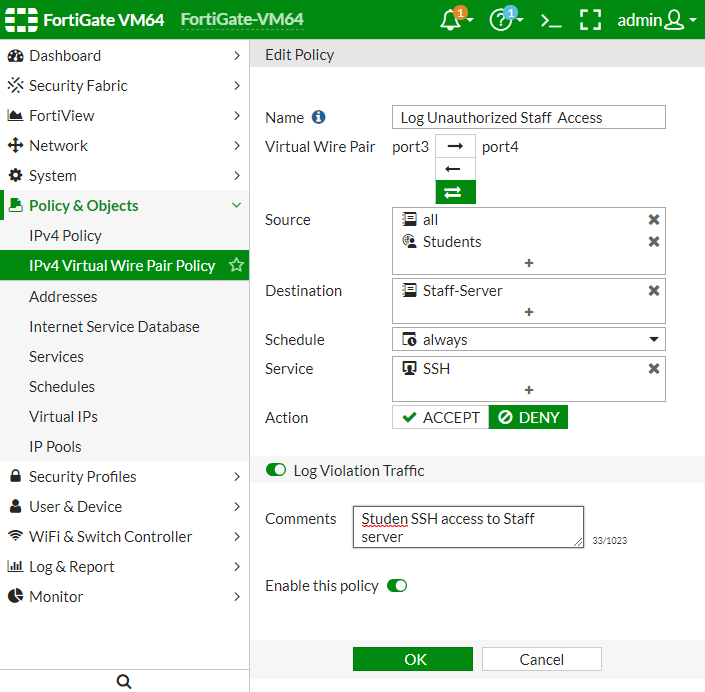 FortiGate VM64 FortiGate-VM64 1 1 admin
Dashboard
Security Fabric
FortiView
Network
System
Policy & Objects
IPv4 Policy
IPv4 Virtual Wire Pair Policy
Addresses
Internet Service Database
Services
Schedules
Virtual IPs
IP Pools
Security Profiles
User & Device
WiFi & Switch Controller
Log & Report
Monitor
Edit Policy
Name Log Unauthorized Staff  Access
Virtual Wire Pair port3 port4
Source all
Students
+
Destination Staff-Server
+
Schedule always
Service SSH
+
Action ACCEPT DENY
Log Violation Traffic
Comments Studen SSH access to Staff
server 33/1023
Enable this policy
OK Cancel